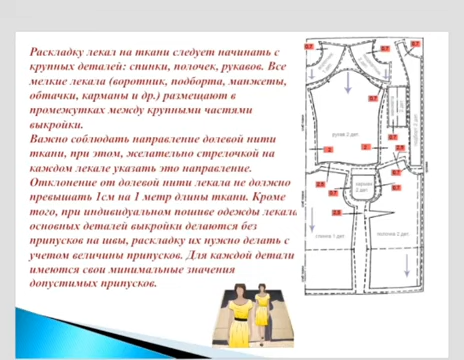 Раскладку лекал на ткани следует начинать с
крупных деталей: спинки, полочек, рукавов. Все
мелкие лекала (воротник, подборта, манжеты,
обтачки, карманы и др.) размещают в
промежутках между крупными частями
выкройки.
Важно соблюдать направление долевой нити
ткани, при этом, желательно стрелочкой на
каждом лекале указать это направление.
Отклонение от долевой нити лекала не должно
превышать 1см на 1 метр длины ткани. Кроме
того, при индивидуальном пошиве одежды лекала
основных деталей выкройки делаются без
припусков на швы, раскладку их нужно делать с
учетом величины припусков. Для каждой детали
имеются свои минимальные значения
допустимых припусков.
рукав 2 дет.
карман
2 дет.
спинка 1 дет.